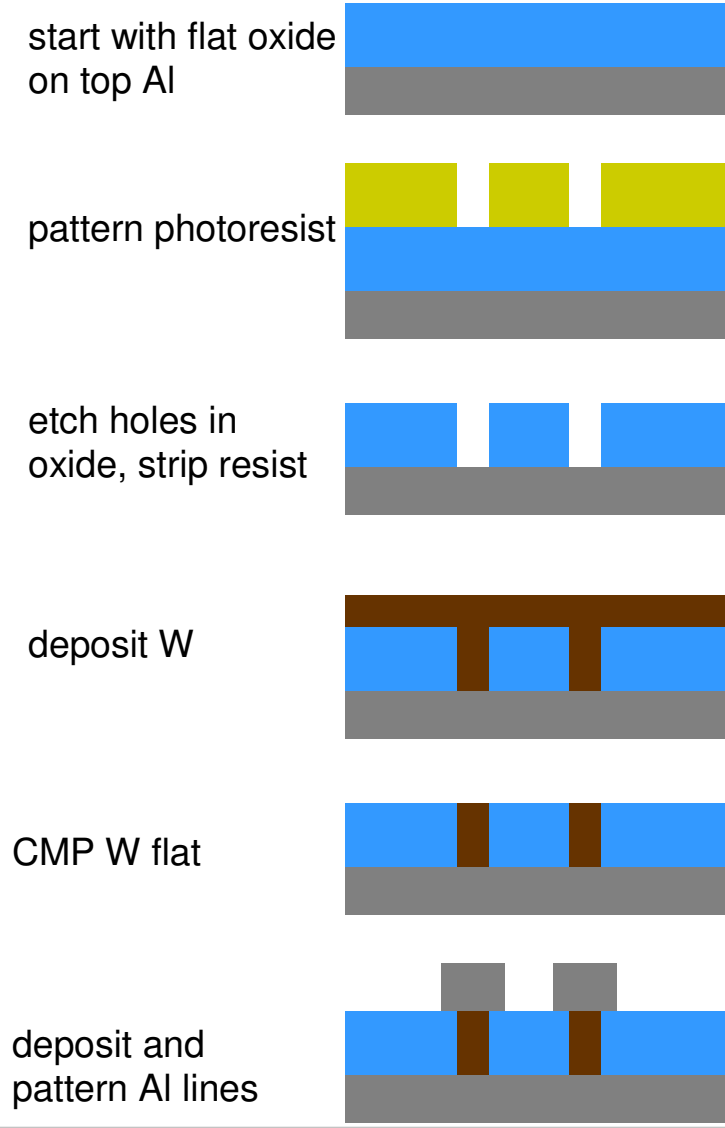 start with flat oxide
on top Al
pattern photoresist
etch holes in
oxide, strip resist
deposit W
CMP W flat
deposit and
pattern Al lines